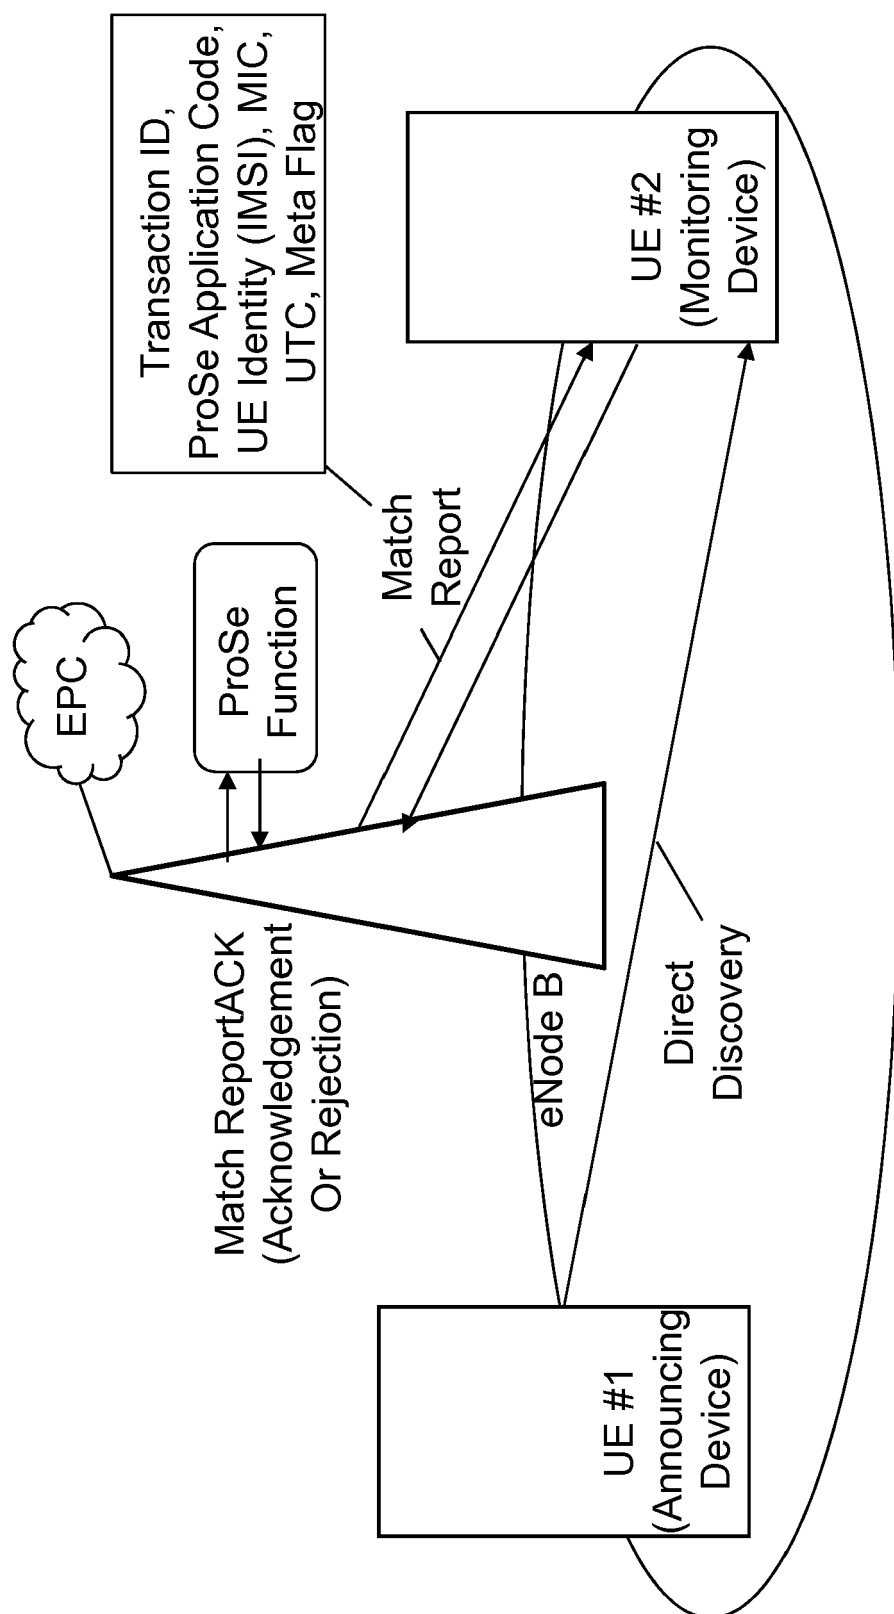 EPC
ProSe
Function
Transaction ID,
ProSe Application Code,
UE Identity (IMSI), MIC,
UTC, Meta Flag
Match ReportACK
(Acknowledgement
Or Rejection)
Match
Report
eNode B
UE #1
(Announcing
Device)
Direct
Discovery
UE #2
(Monitoring
Device)